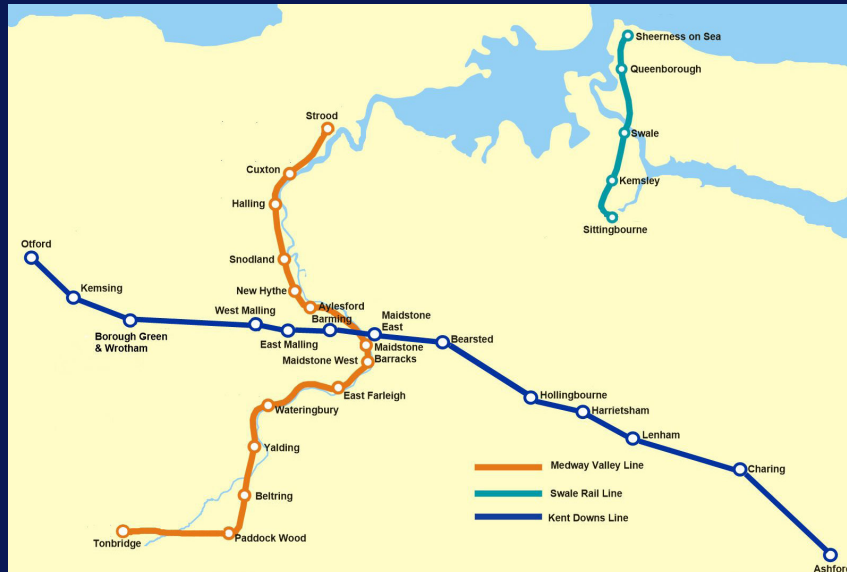 Sheerness on Sea
Queenborough
Swale
Kemsley
Sittingbourne
Strood
Cuxton
Halling
Snodland
New Hythe
Aylesford
Otford
Kemsing
Borough Green
& Wrotham
West Malling
East Malling
Barming
Maidstone
East
Bearsted
Maidstone
Barracks
Maidstone West
East Farleigh
Wateringbury
Yalding
Beltring
Paddock Wood
Tonbridge
Hollingbourne
Harrietsham
Lenham
Charing
Ashford
Medway Valley Line
Swale Rail Line
Kent Downs Line